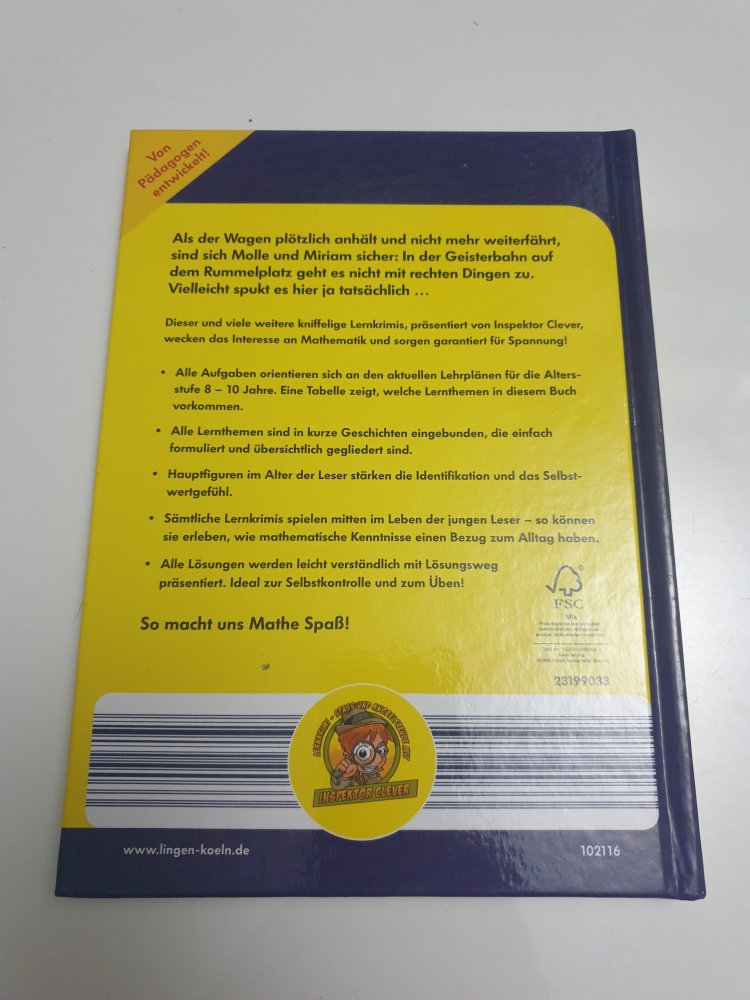 Von
Pädagogen
entwickelt!
Als der Wagen plötzlich anhält und nicht mehr weiterfährt,
sind sich Molle und Miriam sicher: In der Geisterbahn auf
dem Rummelplatz geht es nicht mit rechten Dingen zu.
Vielleicht spukt es hier ja tatsächlich ...
Dieser und viele weitere kniffelige Lernkrimis, präsentiert von Inspektor Clever,
wecken das Interesse an Mathematik und sorgen garantiert für Spannung!
• Alle Aufgaben orientieren sich an den aktuellen Lehrplänen für die Alters-
stufe 8 – 10 Jahre. Eine Tabelle zeigt, welche Lernthemen in diesem Buch
vorkommen.
• Alle Lernthemen sind in kurze Geschichten eingebunden, die einfach
formuliert und übersichtlich gegliedert sind.
• Hauptfiguren im Alter der Leser stärken die Identifikation und das Selbst-
wertgefühl.
• Sämtliche Lernkrimis spielen mitten im Leben der jungen Leser – so können
sie erleben, wie mathematische Kenntnisse einen Bezug zum Alltag haben.
• Alle Lösungen werden leicht verständlich mit Lösungsweg
präsentiert. Ideal zur Selbstkontrolle und zum Üben!
FSC
Mix
So macht uns Mathe Spaß!
23199033
INSPEKTOR CLEVER
www.lingen-koeln.de
102116